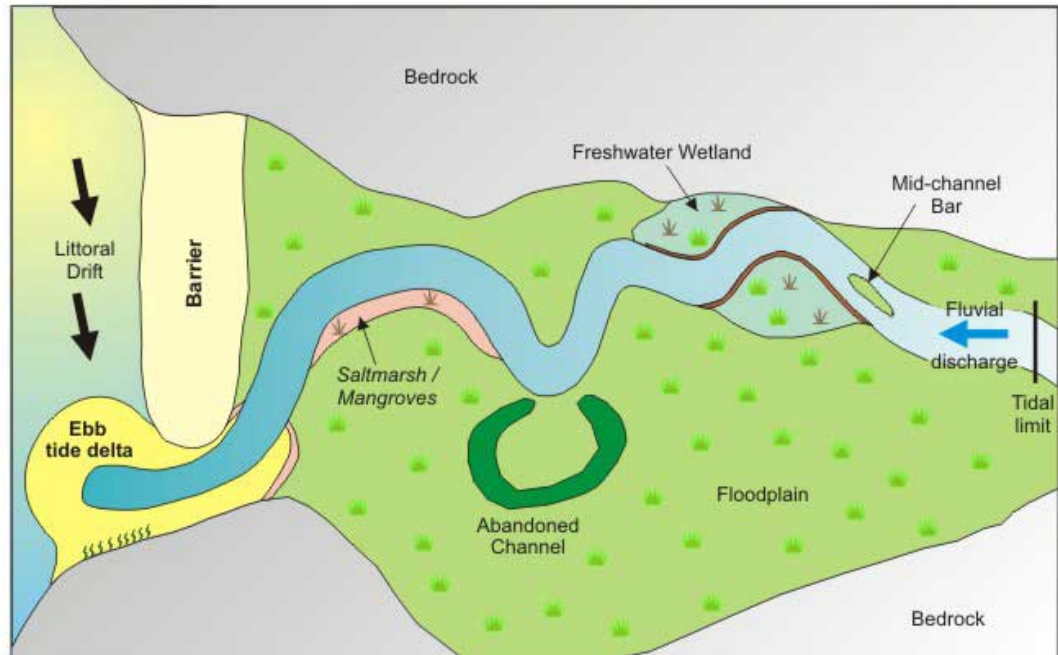 Bedrock
Freshwater Wetland
Mid-channel
Bar
Littoral
Drift
Barrier
Fluvial
discharge
Saltmarsh /
Mangroves
Tidal
limit
Ebb
tide delta
Floodplain
Abandoned
Channel
Bedrock